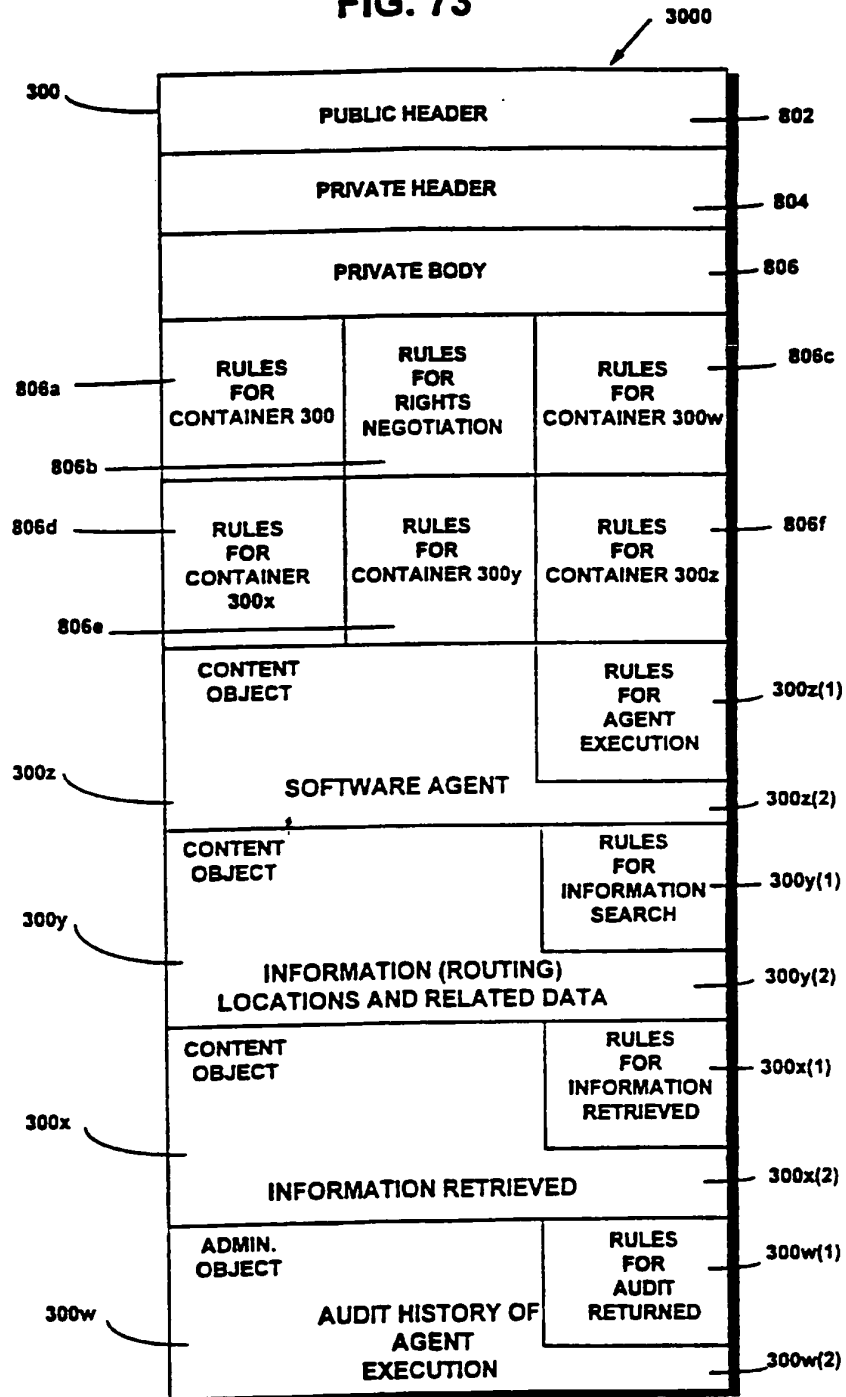 FIG. 73
3000
300
PUBLIC HEADER
802
PRIVATE HEADER
804
PRIVATE BODY
806
806a
RULES
FOR
CONTAINER 300
806b
RULES
FOR
RIGHTS
NEGOTIATION
RULES
FOR
CONTAINER 300w
806c
806d
RULES
FOR
CONTAINER
300x
806e
RULES
FOR
CONTAINER 300y
RULES
FOR
CONTAINER 300z
806f
CONTENT
OBJECT
RULES
FOR
AGENT
EXECUTION
300z(1)
300z
SOFTWARE AGENT
300z(2)
CONTENT
OBJECT
RULES
FOR
INFORMATION
SEARCH
300y(1)
300y
INFORMATION (ROUTING)
LOCATIONS AND RELATED DATA
300y(2)
CONTENT
OBJECT
RULES
FOR
INFORMATION
RETRIEVED
300x(1)
300x
INFORMATION RETRIEVED
300x(2)
ADMIN.
OBJECT
RULES
FOR
AUDIT
RETURNED
300w(1)
300w
AUDIT HISTORY OF
AGENT
EXECUTION
300w(2)